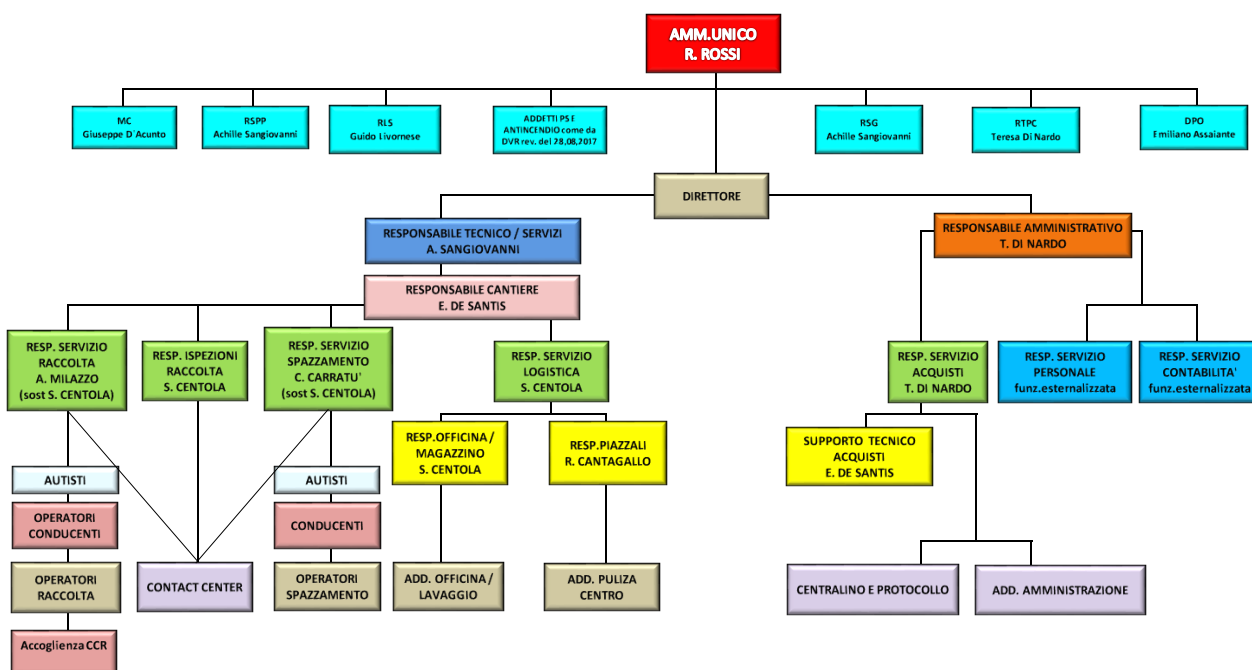 AMM.UNICO
R. ROSSI
MC
Giuseppe D'Acunto
RSPP
Achille Sangiovanni
RLS
Guido Livornese
ADDETTI PS E
ANTINCENDIO come da
DVR rev. del 28,08,2017
RSG
Achille Sangiovanni
RTPC
Teresa Di Nardo
DPO
Emiliano Assaiante
DIRETTORE
RESPONSABILE TECNICO / SERVIZI
A. SANGIOVANNI
RESPONSABILE AMMINISTRATIVO
T. DI NARDO
RESPONSABILE CANTIERE
E. DE SANTIS
RESP. SERVIZIO
RACCOLTA
A. MILAZZO
(sost S. CENTOLA)
RESP. ISPEZIONI
RACCOLTA
S. CENTOLA
RESP. SERVIZIO
SPAZZAMENTO
C. CARRATU'
(sost S. CENTOLA)
RESP. SERVIZIO
LOGISTICA
S. CENTOLA
RESP. SERVIZIO
ACQUISTI
T. DI NARDO
RESP. SERVIZIO
PERSONALE
funz.esternalizzata
RESP. SERVIZIO
CONTABILITA'
funz.esternalizzata
RESP.OFFICINA /
MAGAZZINO
S. CENTOLA
RESP.PIAZZALI
R. CANTAGALLO
SUPPORTO TECNICO
ACQUISTI
E. DE SANTIS
AUTISTI
AUTISTI
OPERATORI
CONDUCENTI
CONDUCENTI
OPERATORI
RACCOLTA
CONTACT CENTER
OPERATORI
SPAZZAMENTO
ADD. OFFICINA /
LAVAGGIO
ADD. PULIZA
CENTRO
CENTRALINO E PROTOCOLLO
ADD. AMMINISTRAZIONE
Accoglienza CCR